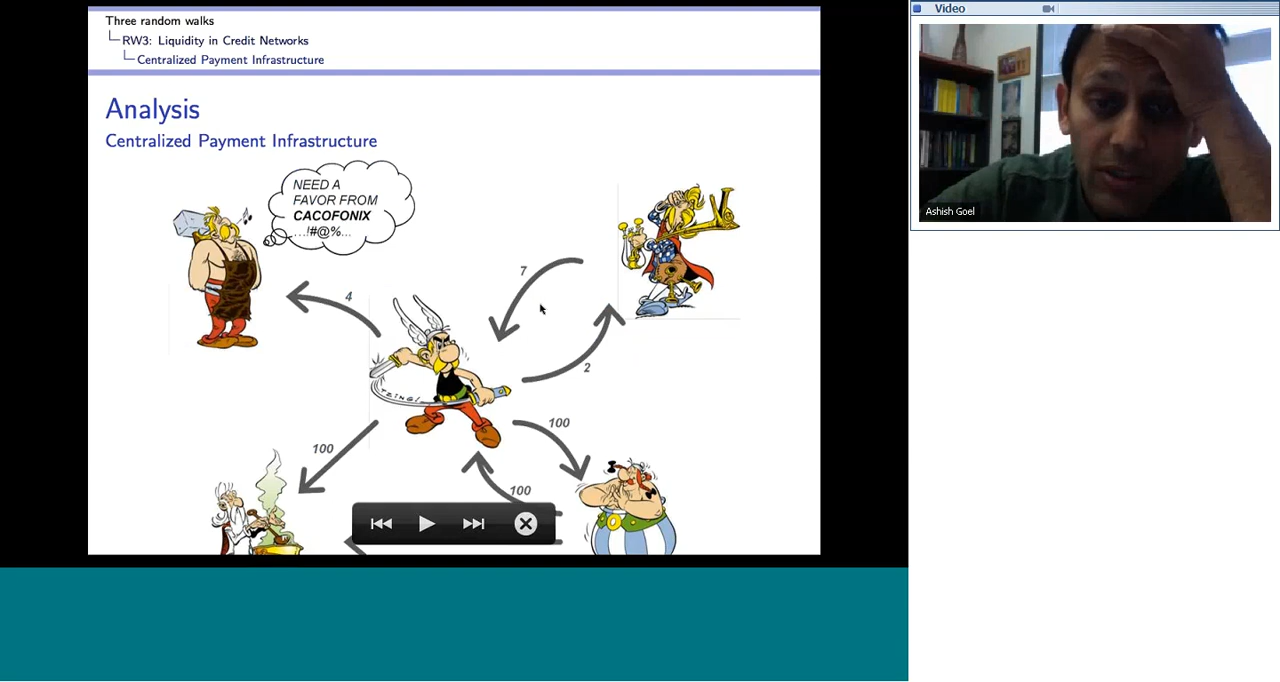 Three random walks
RW3: Liquidity in Credit Networks
Centralized Payment Infrastructure
Analysis
Centralized Payment Infrastructure
NEED A
FAVOR FROM
CACOFONIX
...!#@%...
7
4
2
TZING!
100
100
100
Video
Ashish Goel